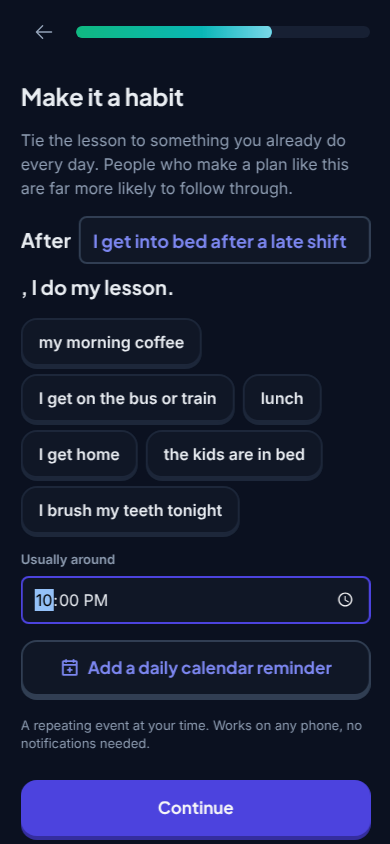 Make it a habit
Tie the lesson to something you already do
every day. People who make a plan like this
are far more likely to follow through.
After I get into bed after a late shift
, I do my lesson.
my morning coffee
I get on the bus or train lunch
I get home the kids are in bed
I brush my teeth tonight
Usually around
10:00 PM
Add a daily calendar reminder
A repeating event at your time. Works on any phone, no
notifications needed.
Continue